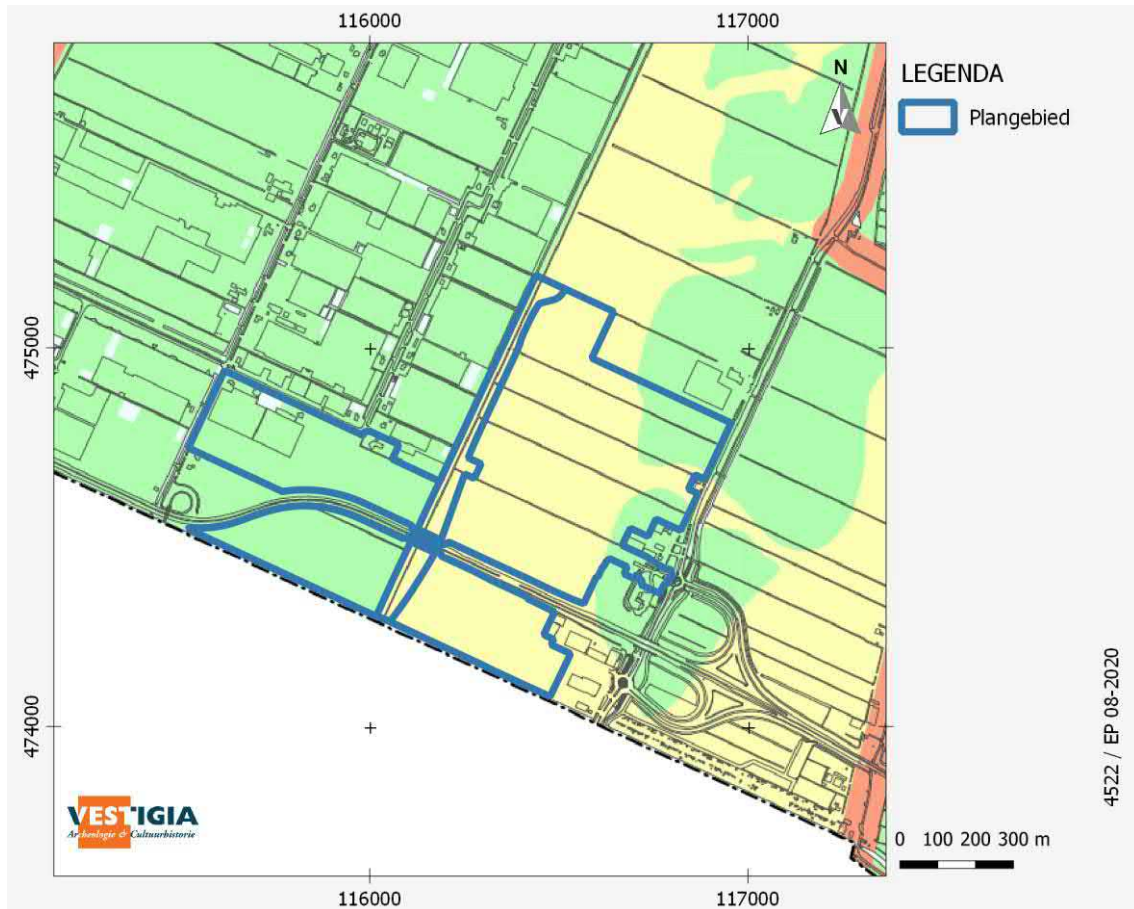 116000
117000
475000
474000
116000
117000
N
LEGENDA
Plangebied
4522 / EP 08-2020
0 100 200 300 m
VESTIGIA
Archeologie & Cultuurhistorie